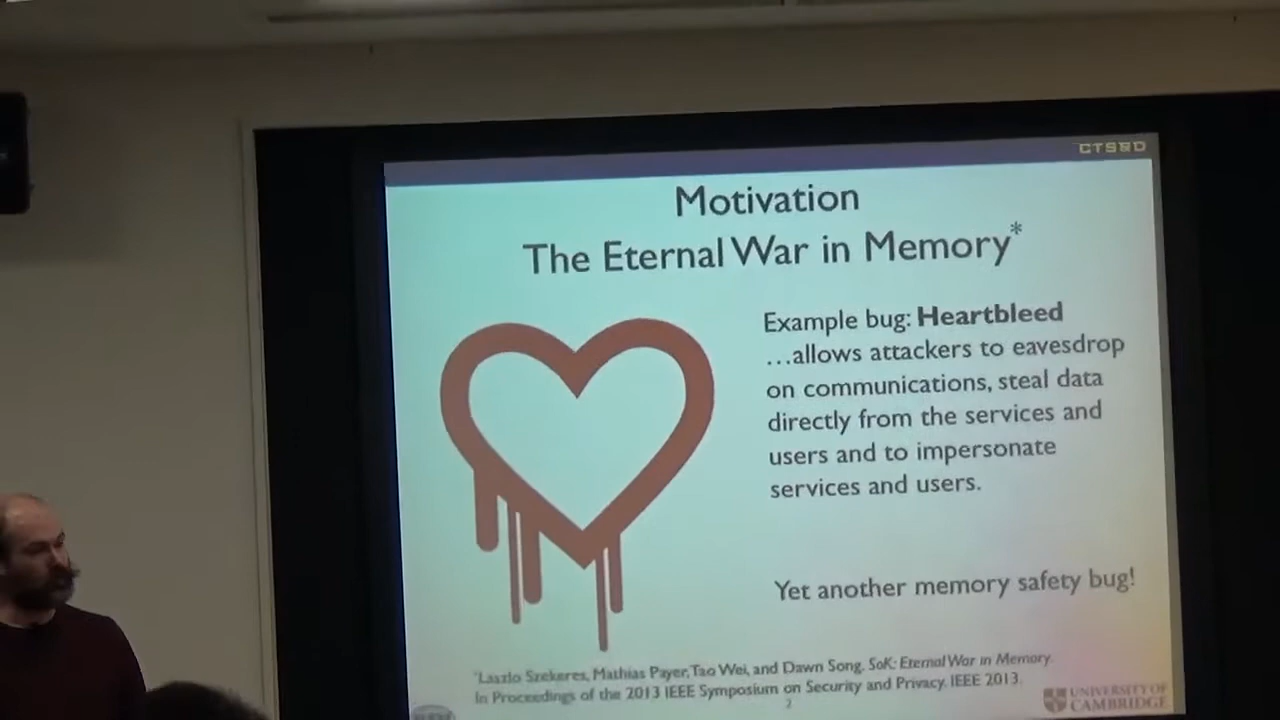 CTSRD
Motivation
The Eternal War in Memory*
Example bug: Heartbleed
…allows attackers to eavesdrop
on communications, steal data
directly from the services and
users and to impersonate
services and users.
Yet another memory safety bug!
*Laszlo Szekeres, Mathias Payer, Tao Wei, and Dawn Song. SoK: Eternal War in Memory.
In Proceedings of the 2013 IEEE Symposium on Security and Privacy. IEEE 2013.
2
UNIVERSITY OF
CAMBRIDGE